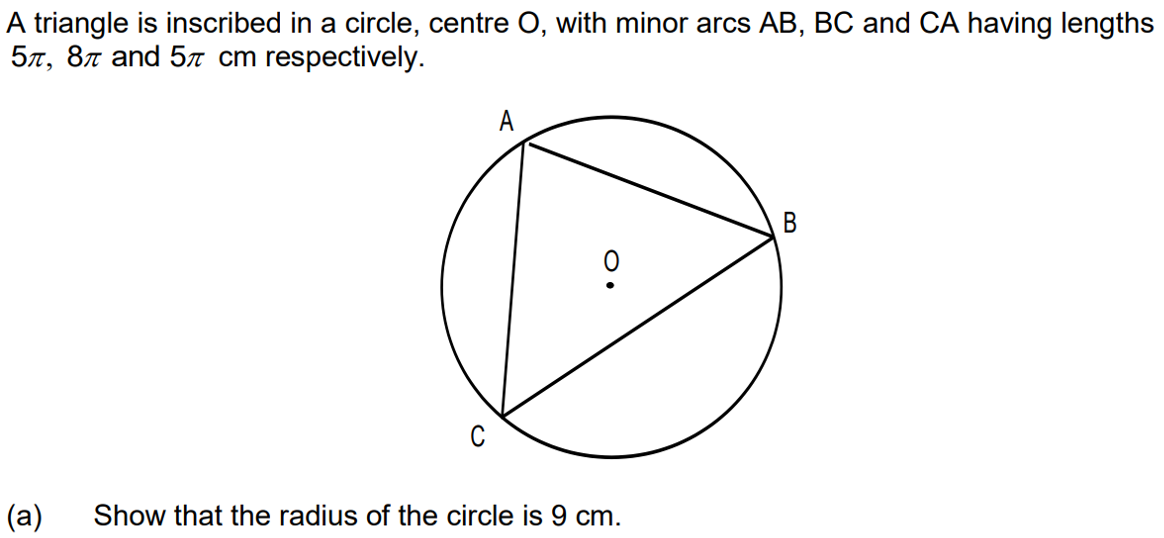 A triangle is inscribed in a circle, centre O, with minor arcs AB, BC and CA having lengths
5π, 8π and 5π cm respectively.
A
B
O
C
(a) Show that the radius of the circle is 9 cm.